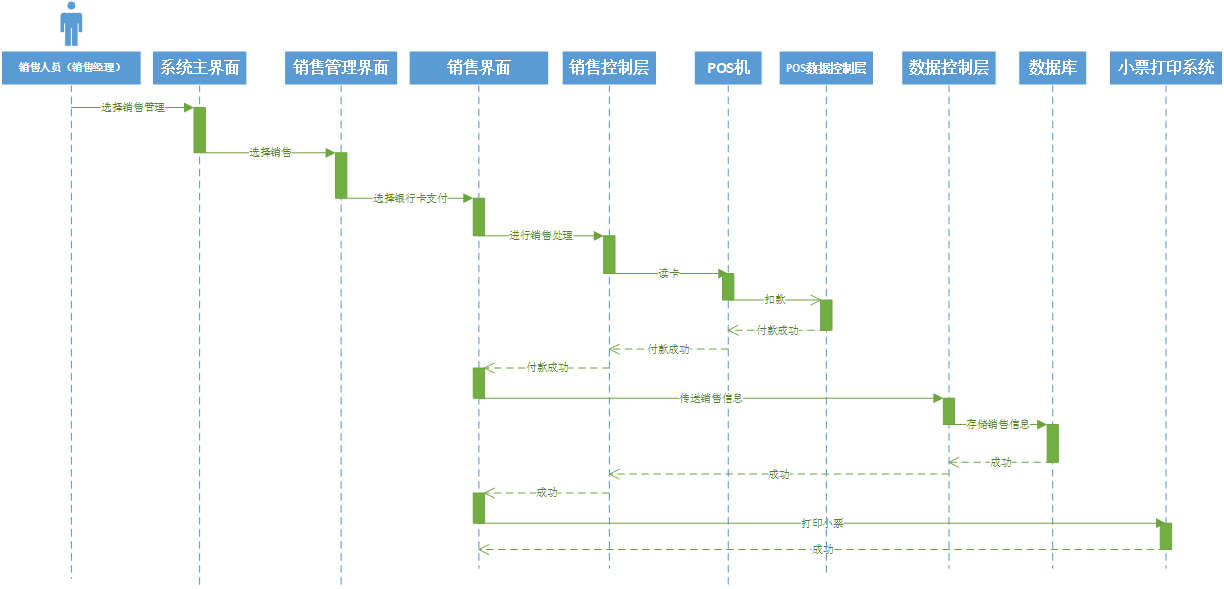 销售人员（销售经理）
系统主界面
销售管理界面
销售界面
销售控制层
POS机
POS数据控制层
数据控制层
数据库
小票打印系统
选择销售管理
选择销售
选择银行卡支付
进行销售处理
读卡
扣款
付款成功
付款成功
付款成功
传送销售信息
存储销售信息
成功
成功
成功
打印小票
成功